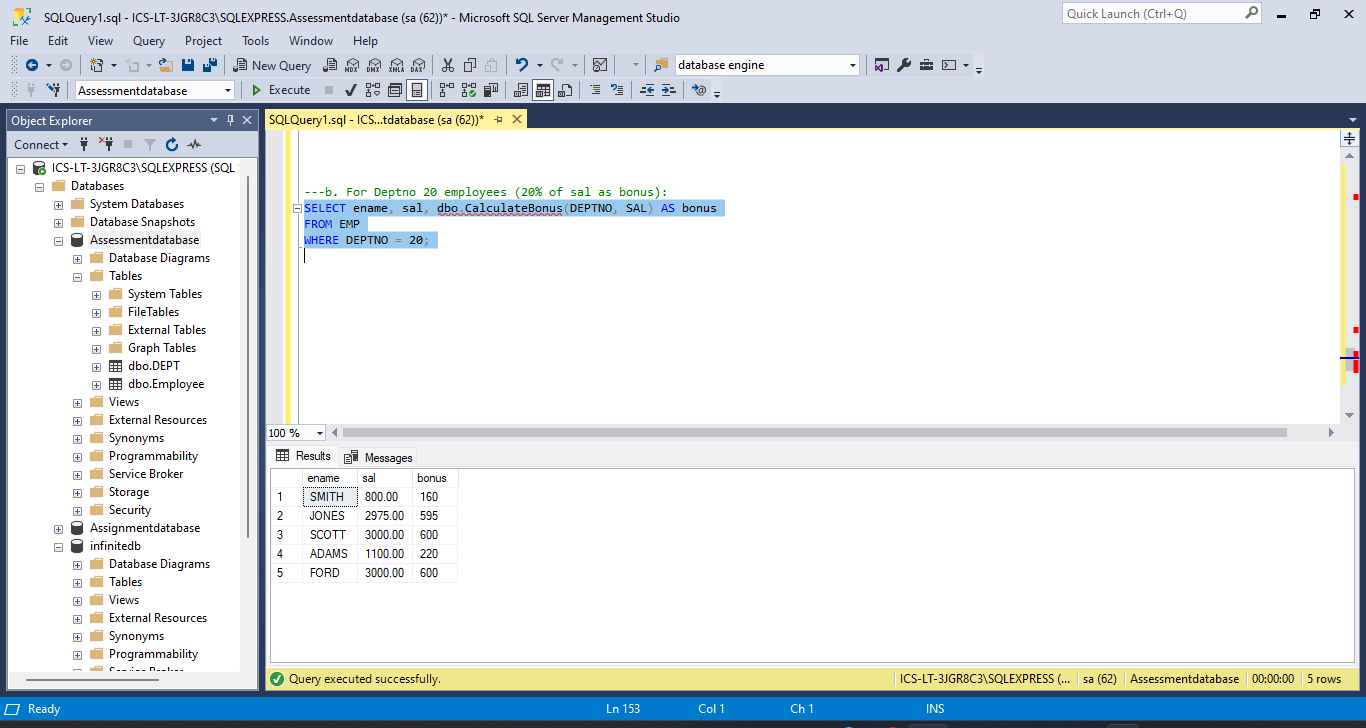 SQLQuery1.sql - ICS-LT-3JGR8C3\SQLEXPRESS.Assessmentdatabase (sa (62))* - Microsoft SQL Server Management Studio
Quick Launch (Ctrl+Q)
File Edit View Query Project Tools Window Help
New Query
MDX DMX XMLA DAX
database engine
Assessmentdatabase
Execute
Object Explorer
SQLQuery1.sql - ICS...tdatabase (sa (62))*
Connect
ICS-LT-3JGR8C3\SQLEXPRESS (SQL
Databases
System Databases
Database Snapshots
Assessmentdatabase
Database Diagrams
Tables
System Tables
FileTables
External Tables
Graph Tables
dbo.DEPT
dbo.Employee
Views
External Resources
Synonyms
Programmability
Service Broker
Storage
Security
Assignmentdatabase
infinitedb
Database Diagrams
Tables
Views
External Resources
Synonyms
Programmability
Service Broker
---b. For Deptno 20 employees (20% of sal as bonus):
SELECT ename, sal, dbo.CalculateBonus(DEPTNO, SAL) AS bonus
FROM EMP
WHERE DEPTNO = 20;
100 %
Results Messages
ename sal bonus
1 SMITH 800.00 160
2 JONES 2975.00 595
3 SCOTT 3000.00 600
4 ADAMS 1100.00 220
5 FORD 3000.00 600
Query executed successfully.
ICS-LT-3JGR8C3\SQLEXPRESS (... sa (62) Assessmentdatabase 00:00:00 5 rows
Ready Ln 153 Col 1 Ch 1 INS